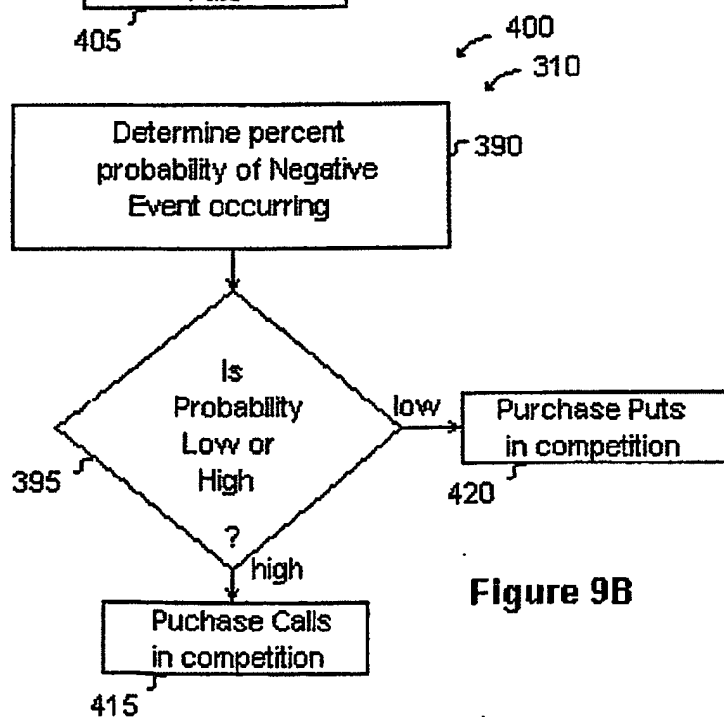 405
400
310
Determine percent
probability of Negative
Event occurring
390
Is
Probability
Low or
High
?
395
low
Purchase Puts
in competition
420
high
Puchase Calls
in competition
415
Figure 9B